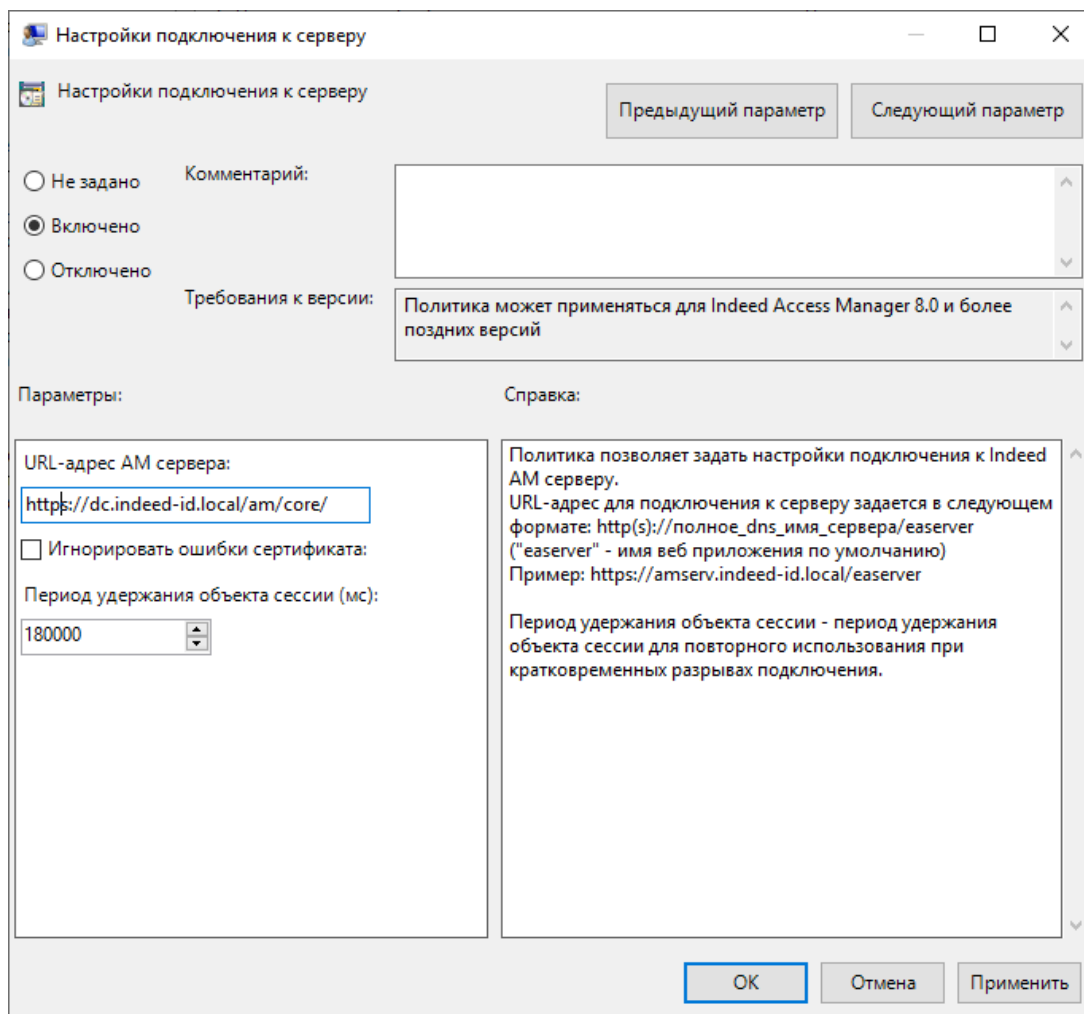 Настройки подключения к серверу
Настройки подключения к серверу
Предыдущий параметр
Следующий параметр
Не задано
Включено
Отключено
Комментарий:
Требования к версии:
Политика может применяться для Indeed Access Manager 8.0 и более
поздних версий
Параметры:
Справка:
URL-адрес AM сервера:
https://dc.indeed-id.local/am/core/
Игнорировать ошибки сертификата:
Период удержания объекта сессии (мс):
180000
Политика позволяет задать настройки подключения к Indeed
AM серверу.
URL-адрес для подключения к серверу задается в следующем
формате: http(s)://полное_dns_имя_сервера/easerver
("easerver" - имя веб приложения по умолчанию)
Пример: https://amserv.indeed-id.local/easerver
Период удержания объекта сессии - период удержания
объекта сессии для повторного использования при
кратковременных разрывах подключения.
OK
Отмена
Применить